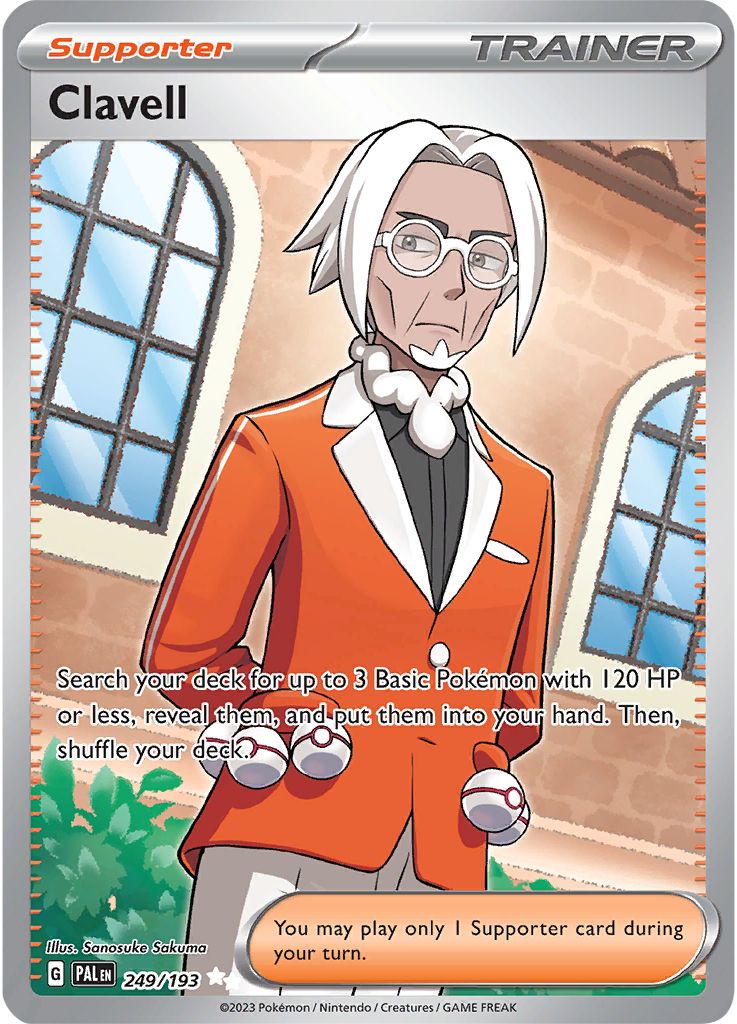 Supporter
TRAINER
Clavell
Search your deck for up to 3 Basic Pokémon with 120 HP
or less, reveal them, and put them into your hand. Then,
shuffle your deck.
You may play only 1 Supporter card during
your turn.
Illus. Sanosuke Sakuma
G PAL EN 249/193
©2023 Pokémon / Nintendo / Creatures / GAME FREAK